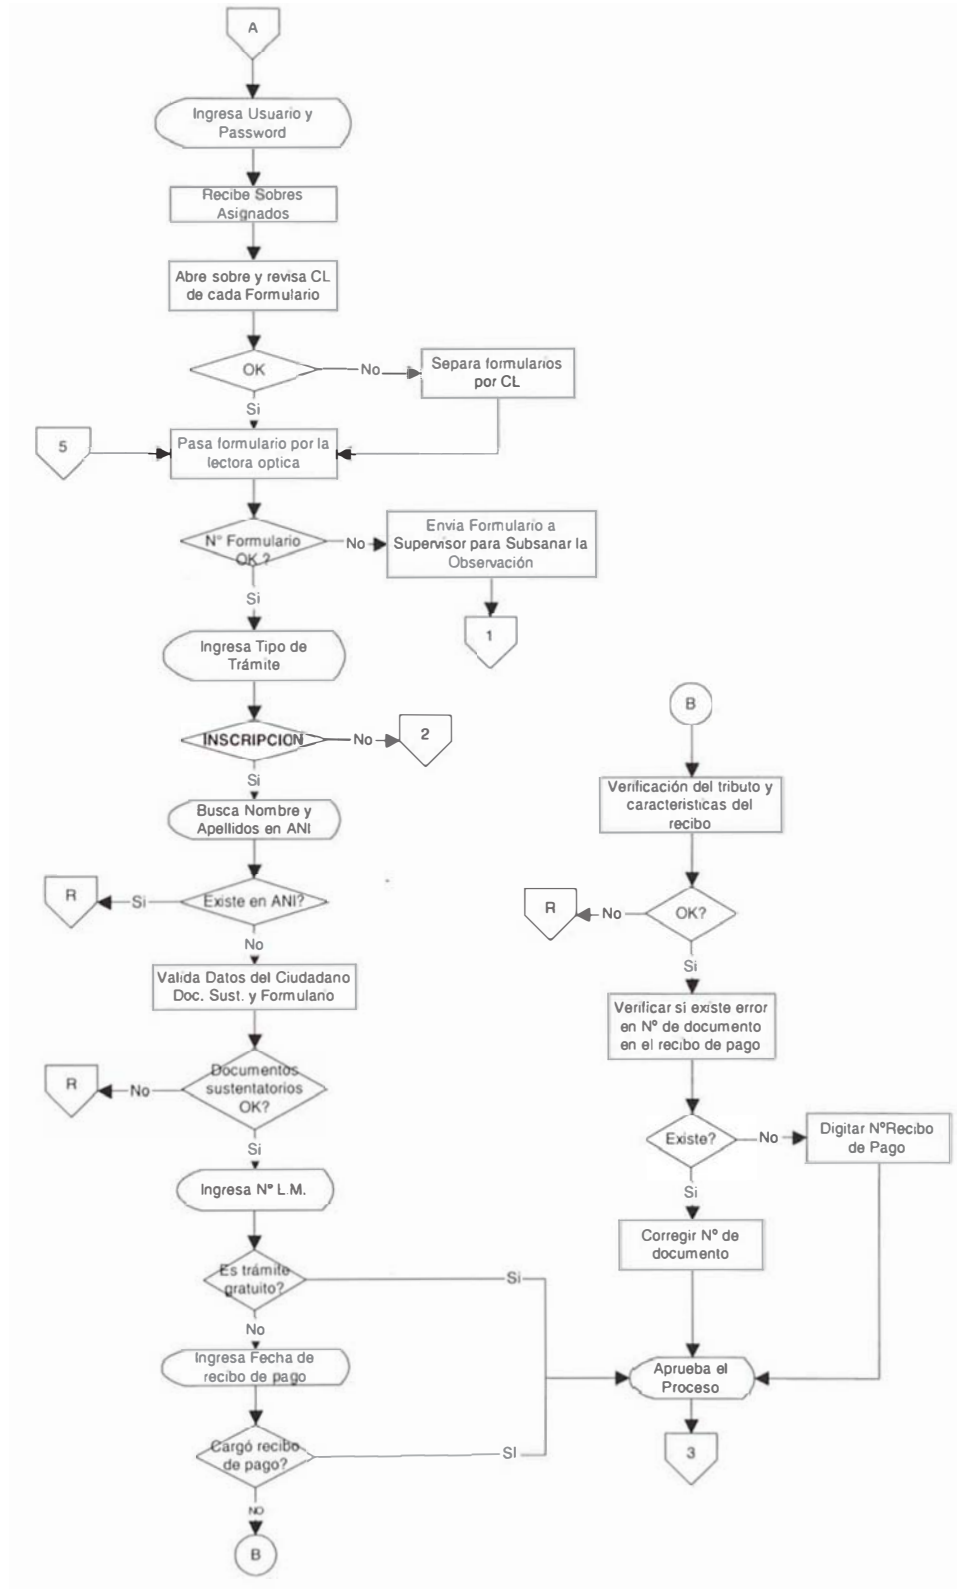 A
Ingresa Usuario y
Password
Recibe Sobres
Asignados
Abre sobre y revisa CL
de cada Formulario
OK
No
Separa formularios
por CL
Si
5
Pasa formulario por la
lectora optica
N° Formulario
OK ?
No
Envia Formulario a
Supervisor para Subsanar la
Observación
Si
1
Ingresa Tipo de
Trámite
INSCRIPCION
No
2
Si
Busca Nombre y
Apellidos en ANI
Existe en ANI?
Si
R
No
Valida Datos del Ciudadano
Doc. Sust. y Formulario
Documentos
sustentatorios
OK?
No
R
Si
Ingresa Nº L.M.
Es trámite
gratuito?
Si
No
Ingresa Fecha de
recibo de pago
Cargó recibo
de pago?
SI
NO
B
B
Verificación del tributo y
caracteristicas del
recibo
OK?
No
R
Si
Verificar si existe error
en Nº de documento
en el recibo de pago
Existe?
No
Digitar NºRecibo
de Pago
Si
Corregir Nº de
documento
Aprueba el
Proceso
3